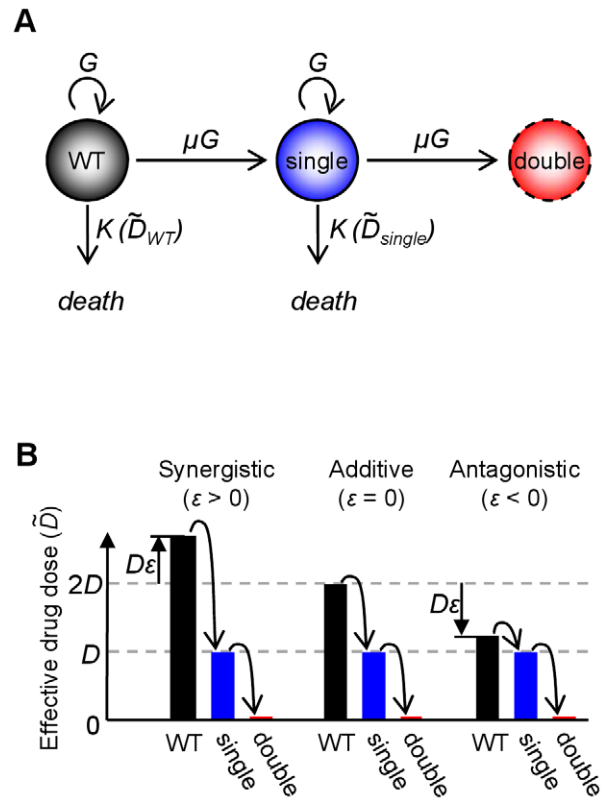 A
G
G
WT
μG
single
μG
double
K (D̃WT)
K (D̃single)
death
death
B
Synergistic
Additive
Antagonistic
(ε > 0)
(ε = 0)
(ε < 0)
Effective drug dose (D̃)
Dε
2D
Dε
D
0
WT
single
double
WT
single
double
WT
single
double